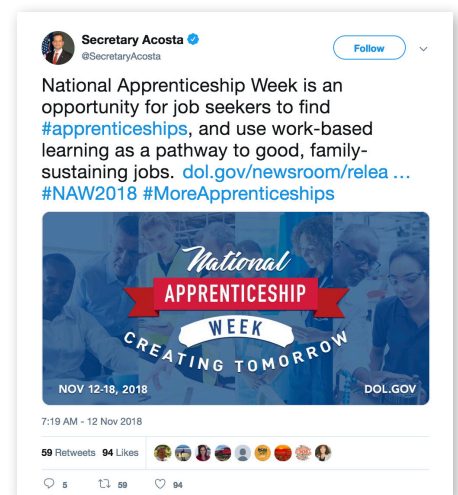 Secretary Acosta
@SecretaryAcosta
Follow
National Apprenticeship Week is an
opportunity for job seekers to find
#apprenticeships, and use work-based
learning as a pathway to good, family-
sustaining jobs. dol.gov/newsroom/relea …
#NAW2018 #MoreApprenticeships
National
APPRENTICESHIP
WEEK
CREATING TOMORROW
NOV 12-18, 2018 DOL.GOV
7:19 AM - 12 Nov 2018
59 Retweets 94 Likes
5 59 94